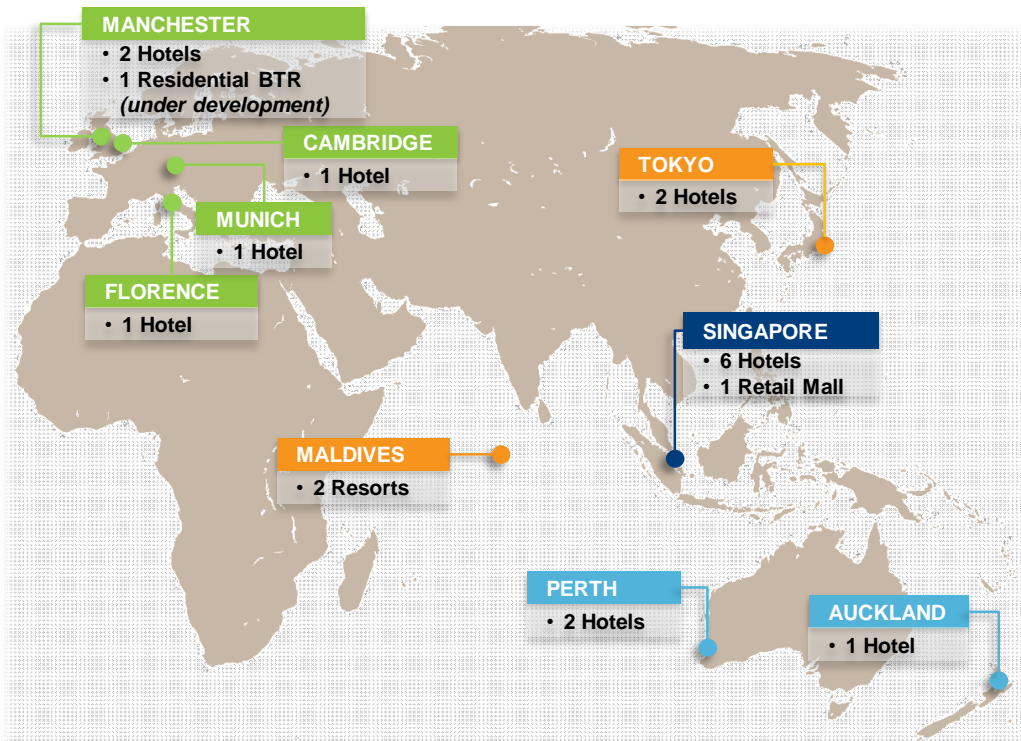 MANCHESTER
• 2 Hotels
• 1 Residential BTR
(under development)
CAMBRIDGE
• 1 Hotel
MUNICH
• 1 Hotel
FLORENCE
• 1 Hotel
TOKYO
• 2 Hotels
SINGAPORE
• 6 Hotels
• 1 Retail Mall
MALDIVES
• 2 Resorts
PERTH
• 2 Hotels
AUCKLAND
• 1 Hotel